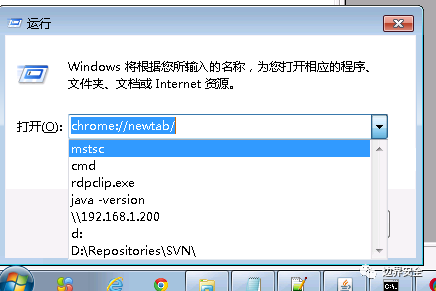 运行
Windows 将根据您所输入的名称，为您打开相应的程序、
文件夹、文档或 Internet 资源。
打开(O): chrome://newtab/
mstsc
cmd
rdpclip.exe
java -version
\\192.168.1.200
d:
D:\Repositories\SVN\
边界安全
C:\.